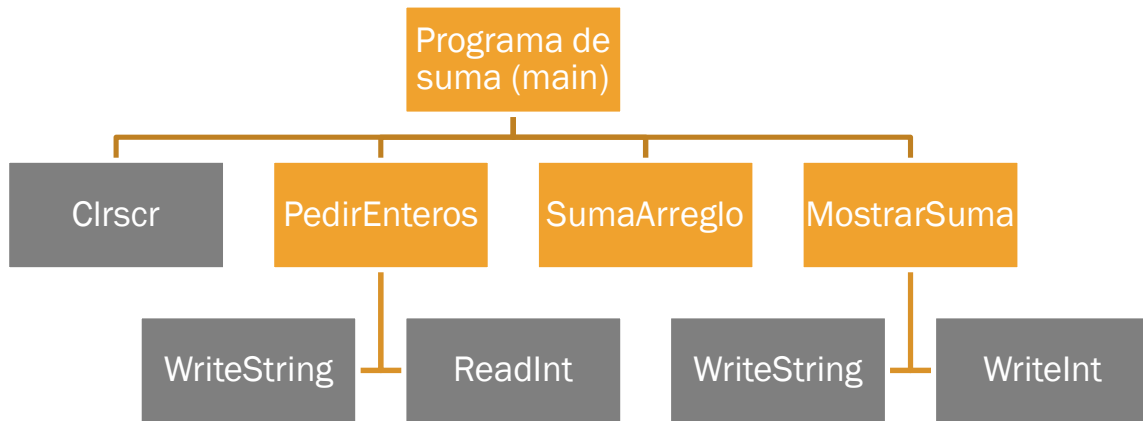 Programa de
suma (main)
Clrscr
PedirEnteros
SumaArreglo
MostrarSuma
WriteString
ReadInt
WriteString
WriteInt